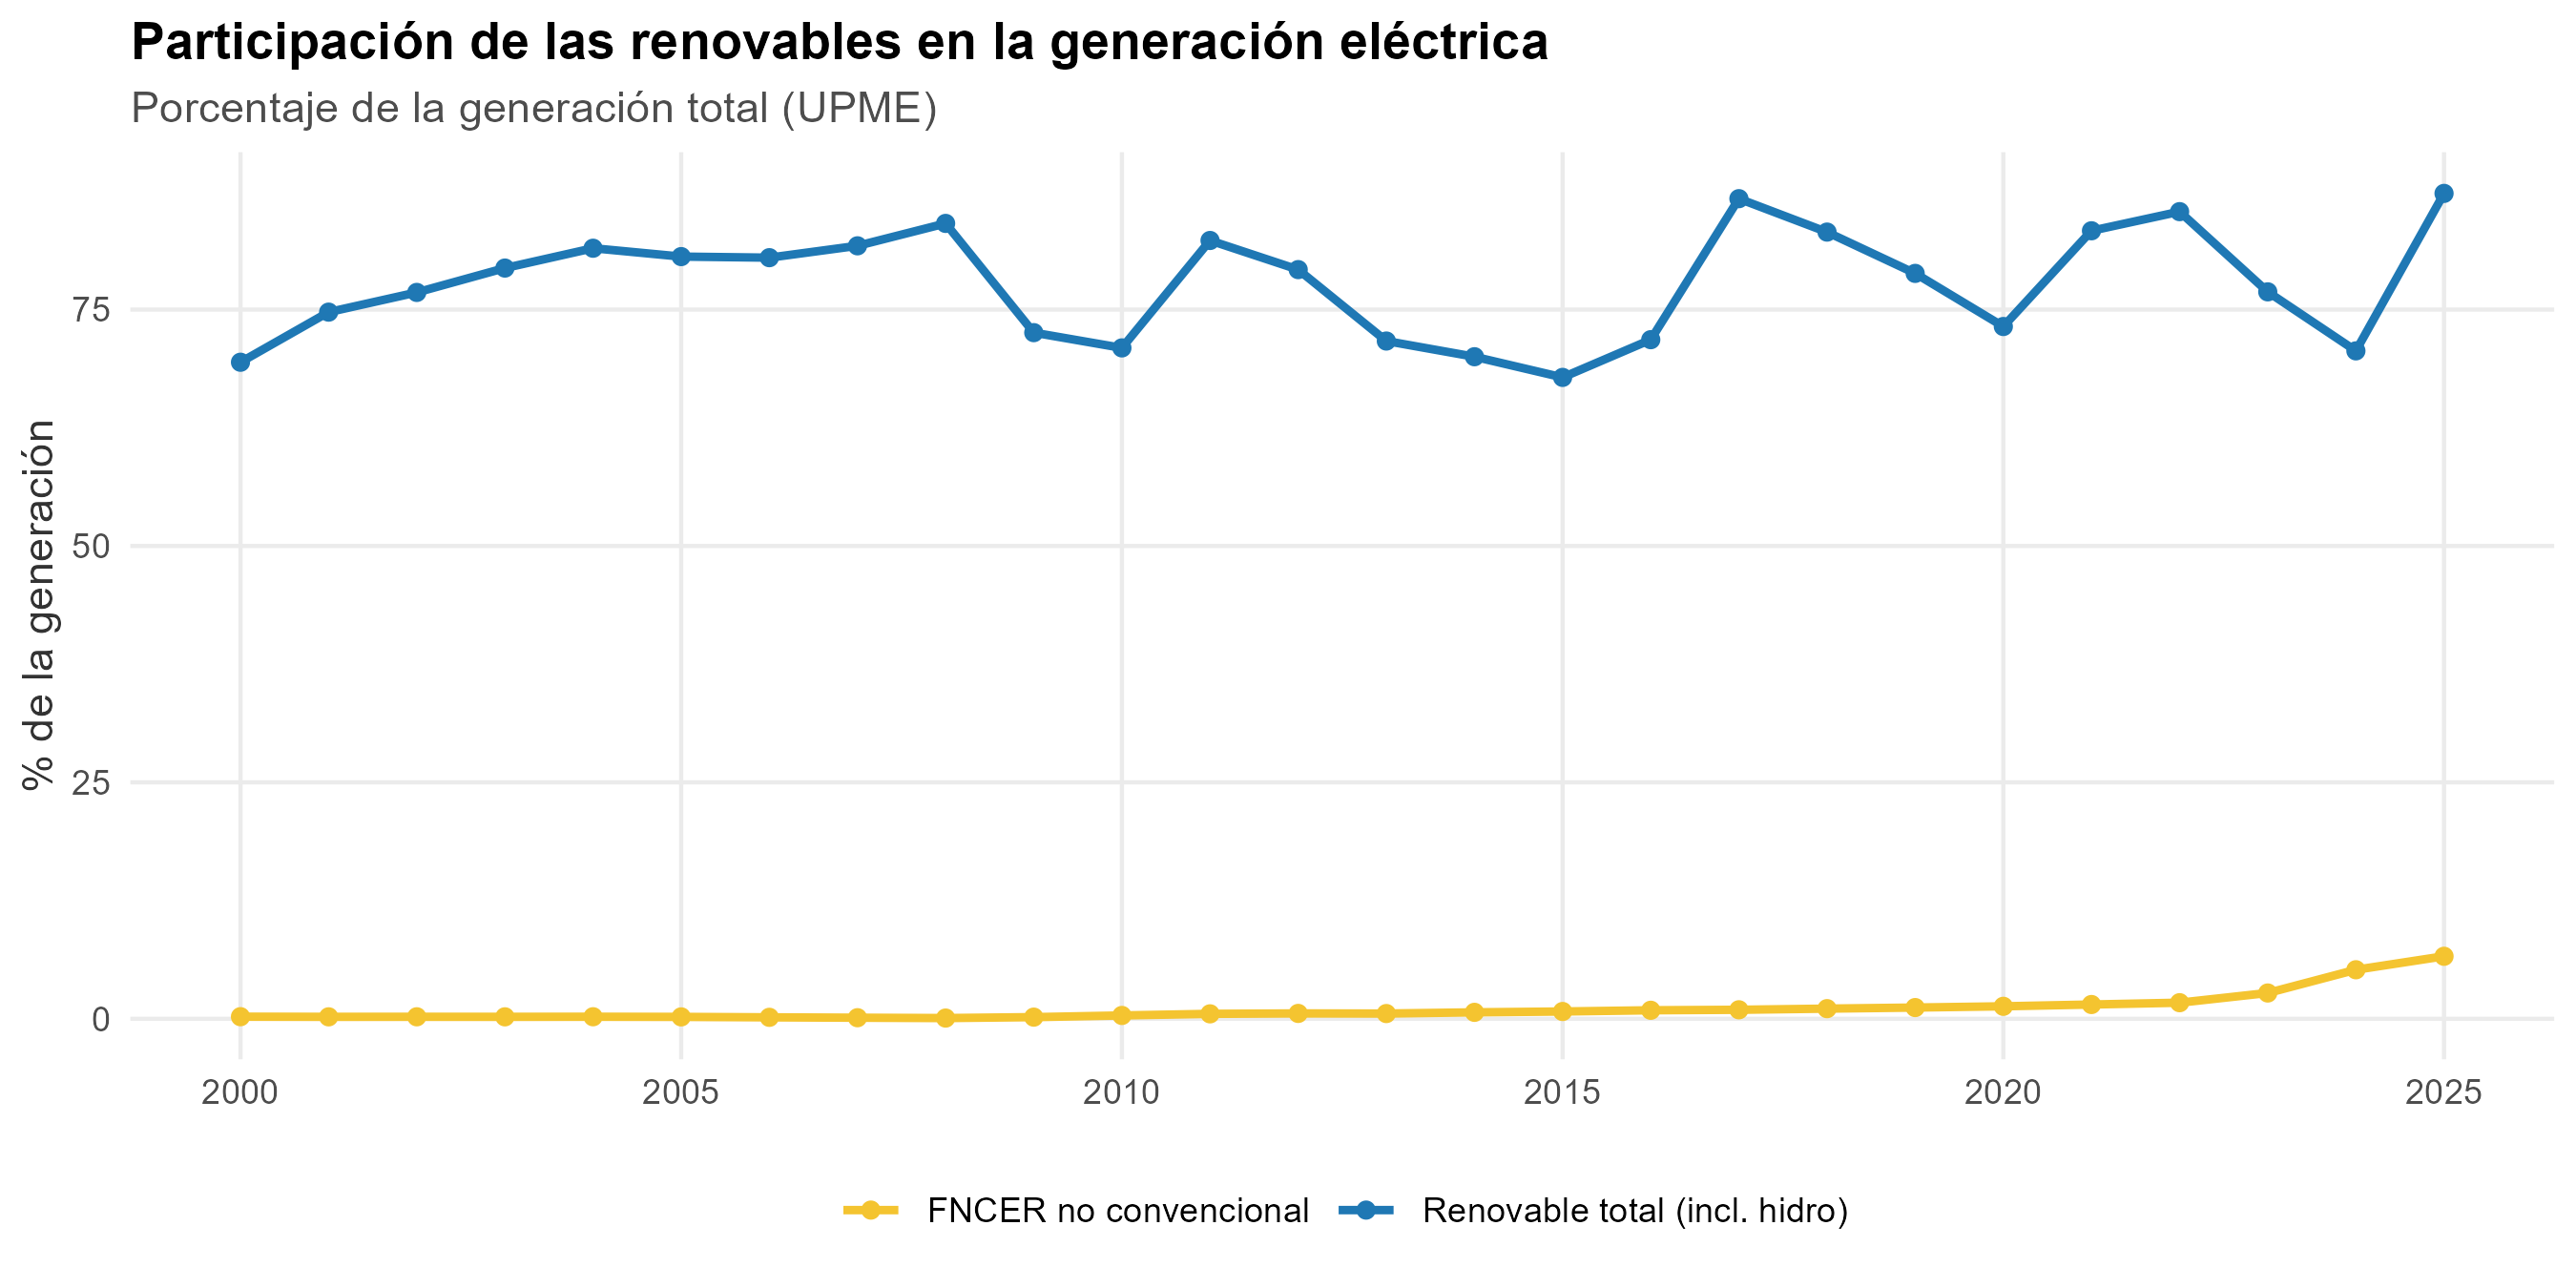 Participación de las renovables en la generación eléctrica
Porcentaje de la generación total (UPME)
% de la generación
75
50
25
0
2000 2005 2010 2015 2020 2025
FNCER no convencional Renovable total (incl. hidro)